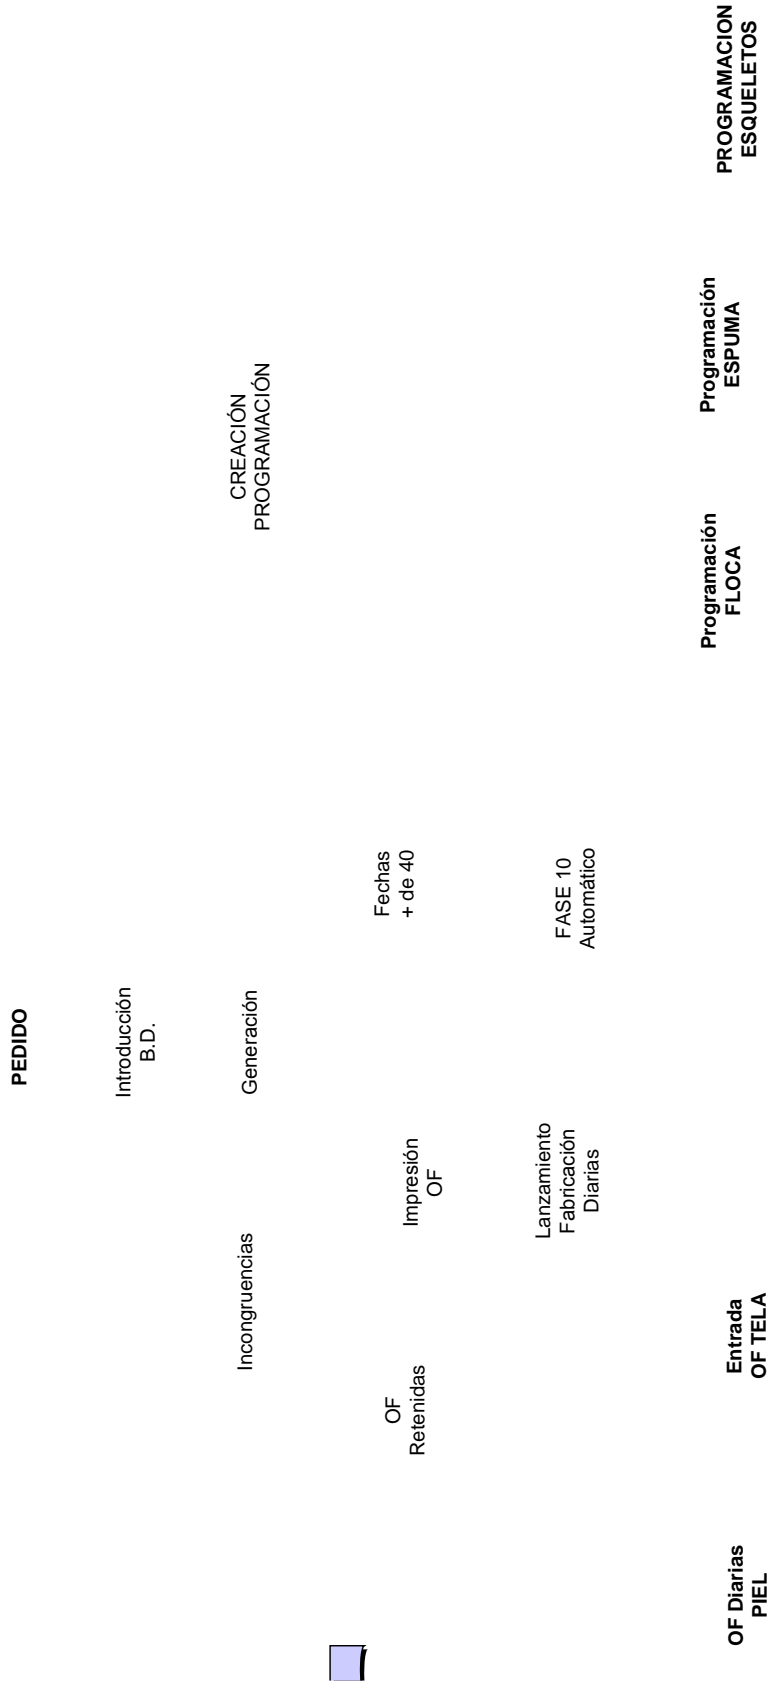 PEDIDO
Introducción
B.D.
Incongruencias
Generación
CREACIÓN
PROGRAMACIÓN
OF
Retenidas
Impresión
OF
Fechas
+ de 40
Lanzamiento
Fabricación
Diarias
FASE 10
Automático
OF Diarias
PIEL
Entrada
OF TELA
Programación
FLOCA
Programación
ESPUMA
PROGRAMACION
ESQUELETOS